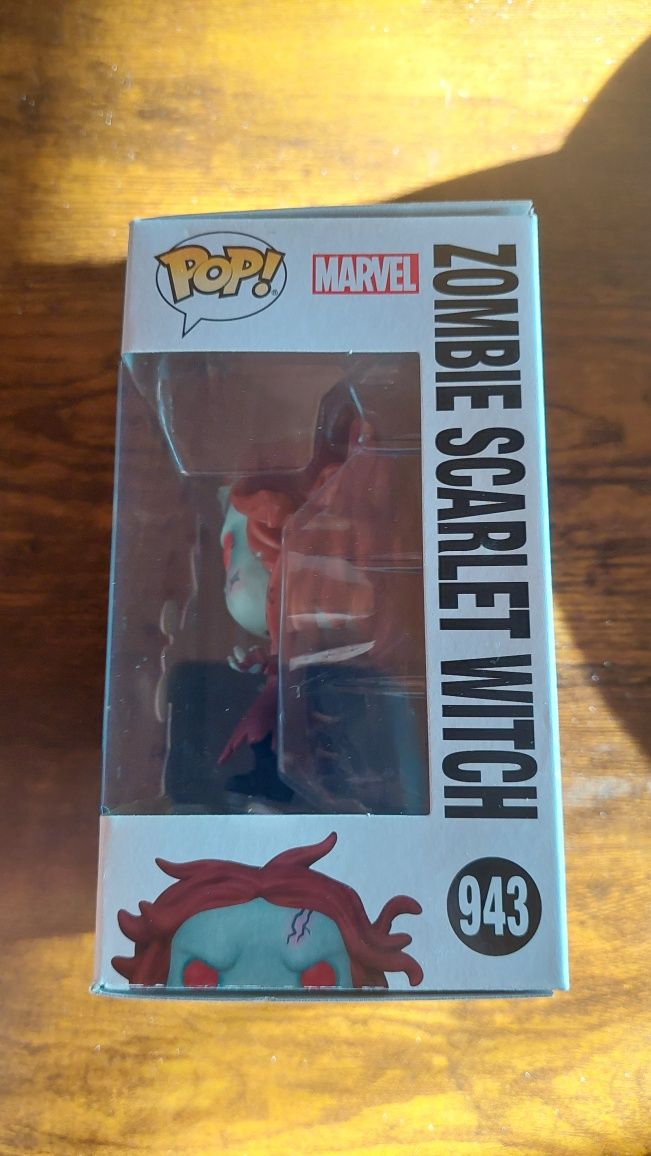 POP!
MARVEL
ZOMBIE SCARLET WITCH
943